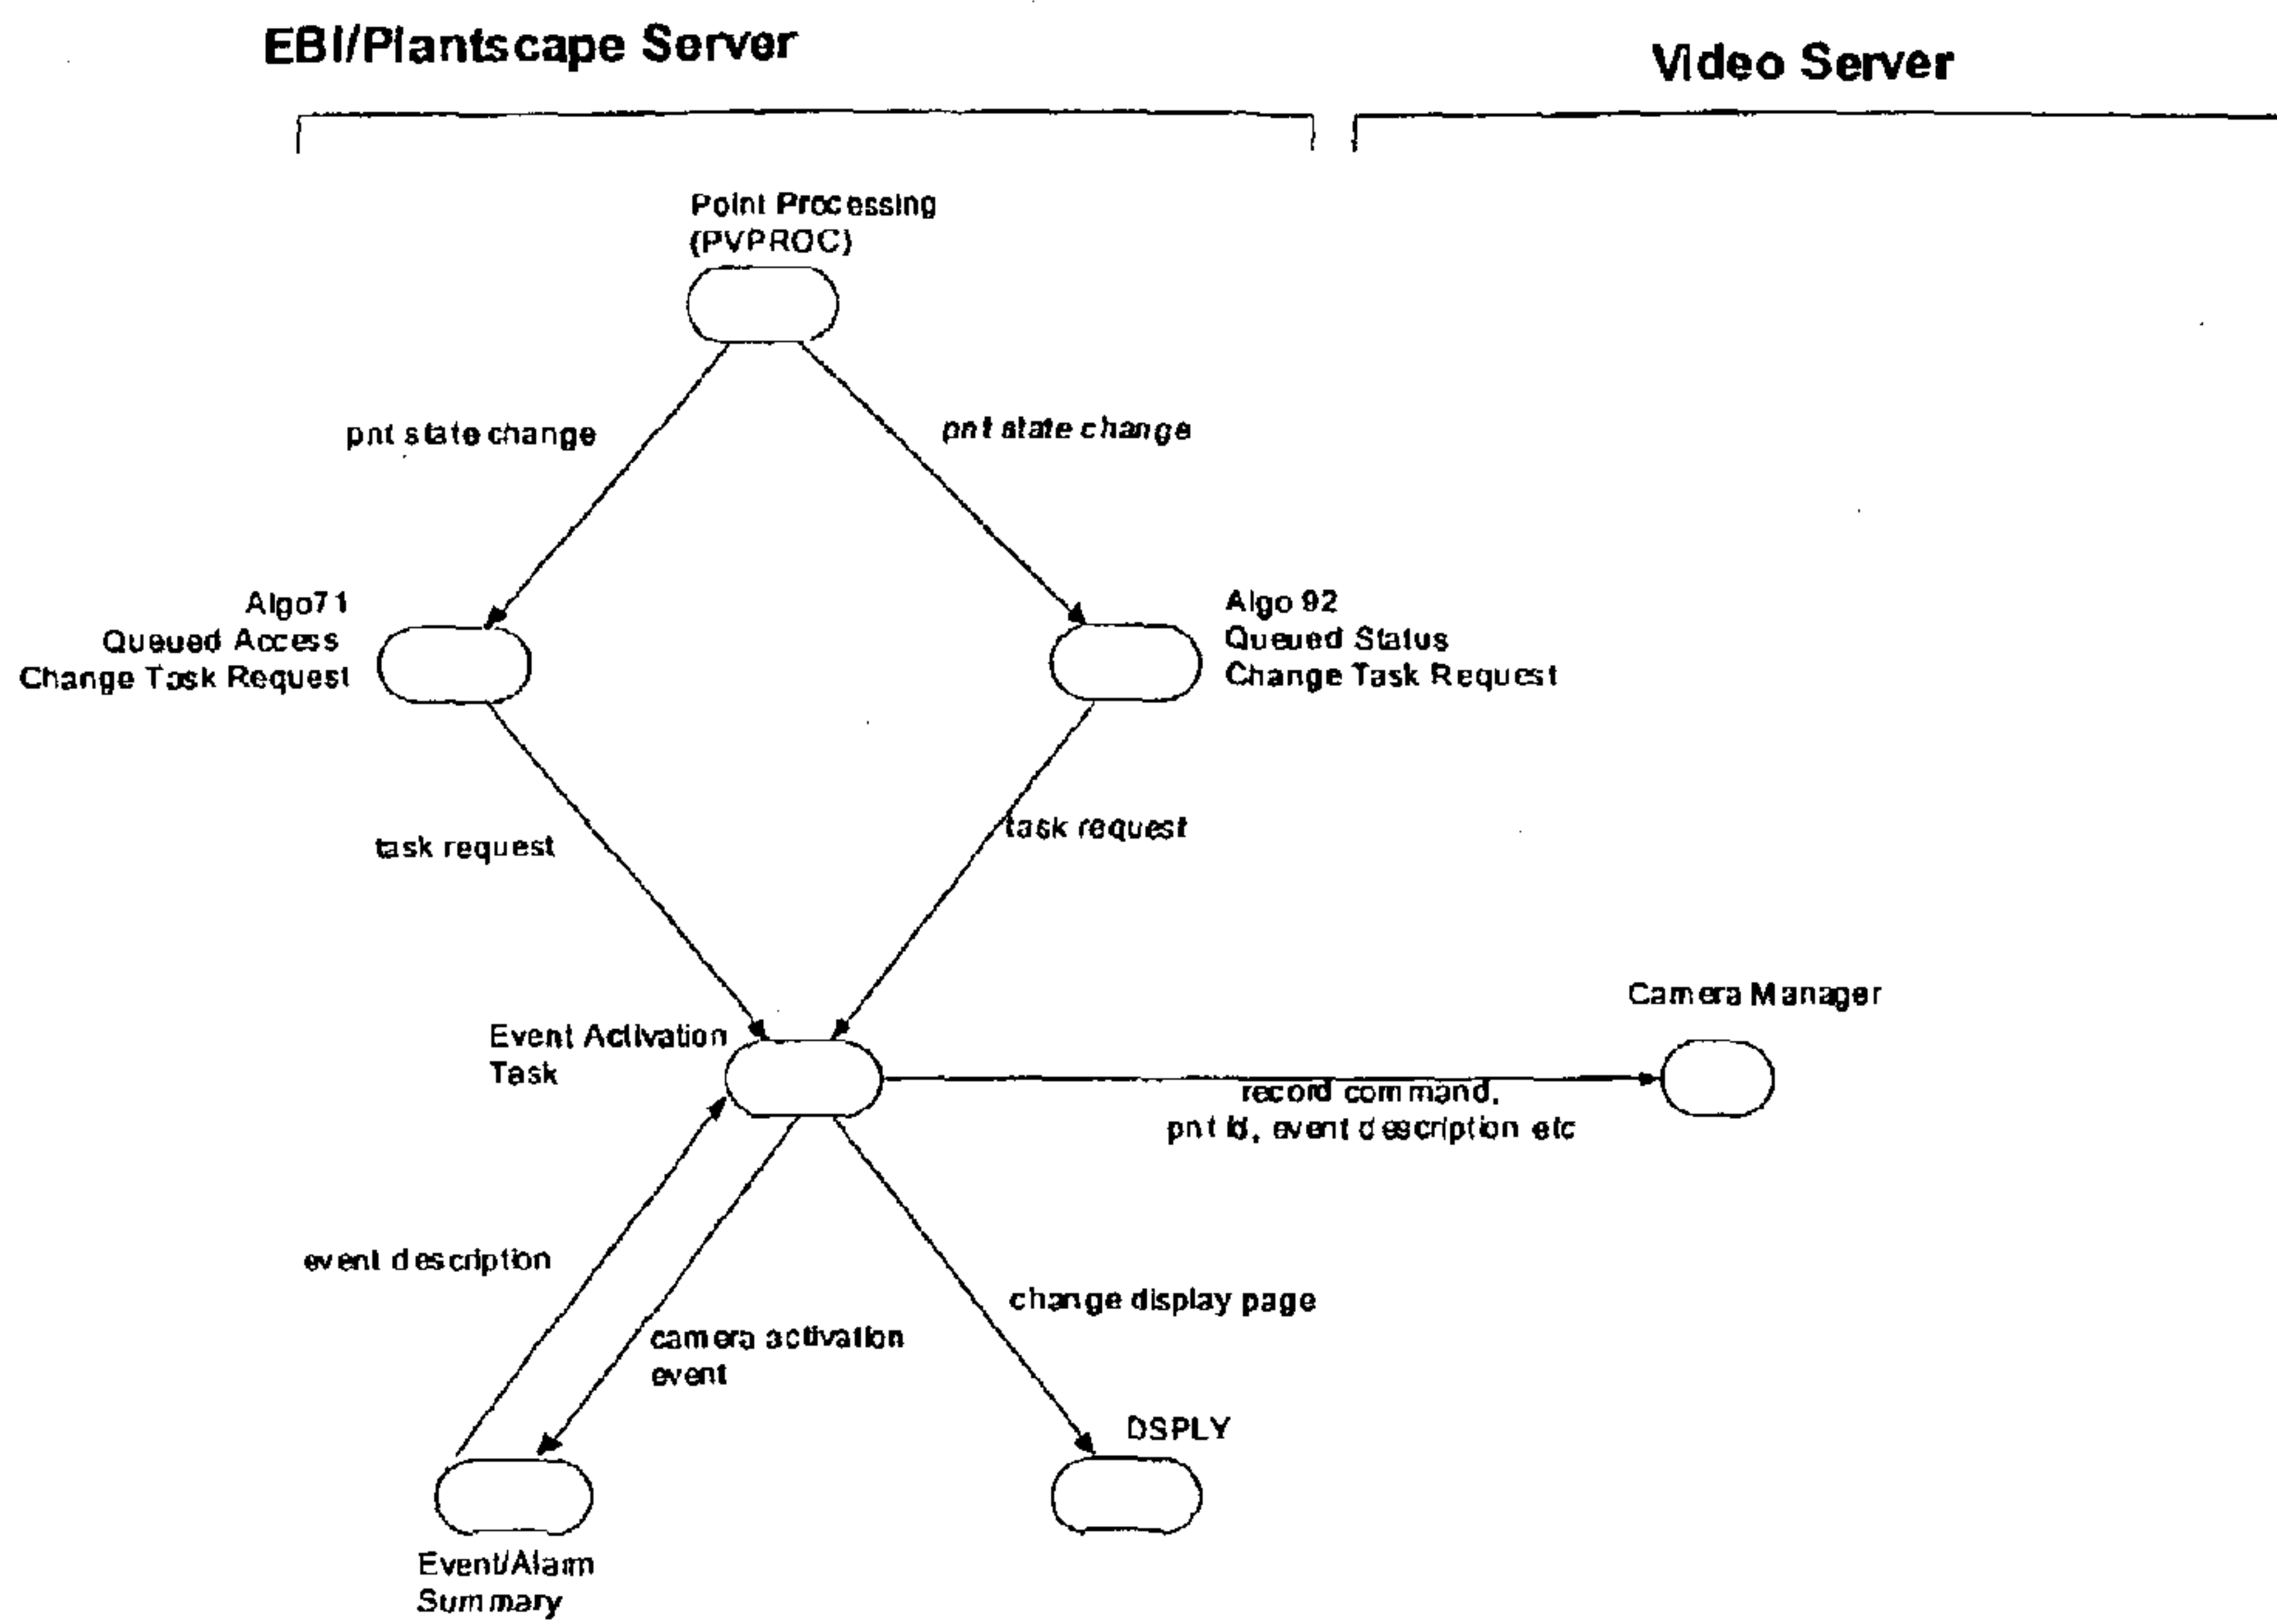 EBI/Plantscape Server
Video Server
Point Processing
(PVPROC)
pnt state change
pnt state change
Algo71
Queued Access
Change Task Request
Algo 92
Queued Status
Change Task Request
task request
task request
Camera Manager
Event Activation
Task
record command,
pnt id, event description etc
event description
change display page
camera activation
event
DSPLY
Event/Alarm
Summary